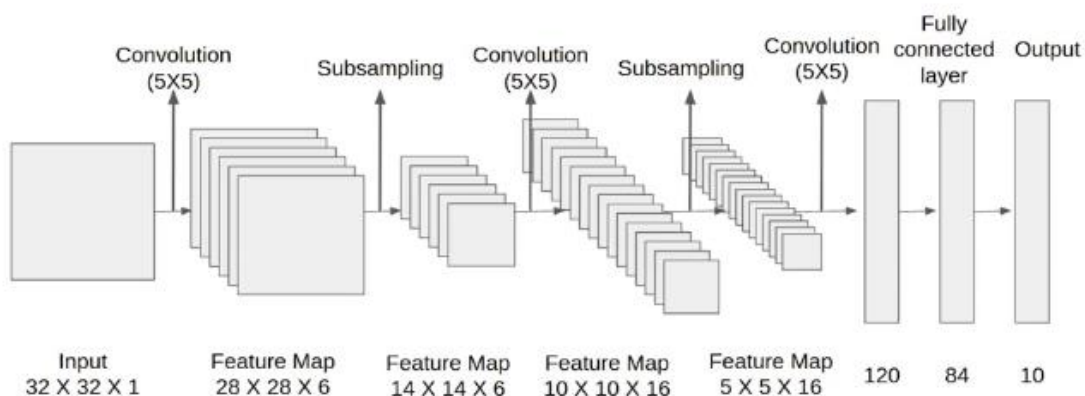 Convolution
(5X5)
Subsampling
Convolution
(5X5)
Subsampling
Convolution
(5X5)
Fully
connected
layer
Output
Input
32 X 32 X 1
Feature Map
28 X 28 X 6
Feature Map
14 X 14 X 6
Feature Map
10 X 10 X 16
Feature Map
5 X 5 X 16
120
84
10